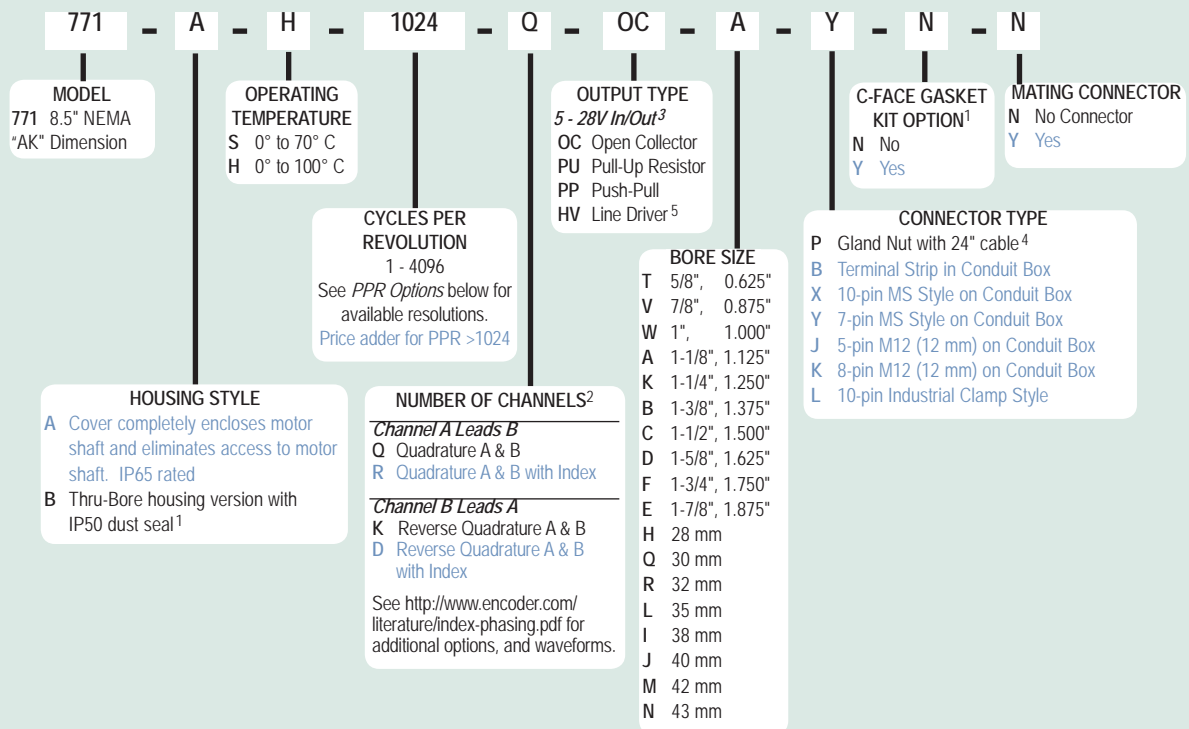 771 - A - H - 1024 - Q - OC - A - Y - N - N
MODEL
771 8.5" NEMA
"AK" Dimension
OPERATING
TEMPERATURE
S 0° to 70° C
H 0° to 100° C
OUTPUT TYPE
5 - 28V In/Out3
OC Open Collector
PU Pull-Up Resistor
PP Push-Pull
HV Line Driver 5
C-FACE GASKET
KIT OPTION1
N No
Y Yes
MATING CONNECTOR
N No Connector
Y Yes
CYCLES PER
REVOLUTION
1 - 4096
See PPR Options below for
available resolutions.
Price adder for PPR >1024
CONNECTOR TYPE
P Gland Nut with 24" cable 4
B Terminal Strip in Conduit Box
X 10-pin MS Style on Conduit Box
Y 7-pin MS Style on Conduit Box
J 5-pin M12 (12 mm) on Conduit Box
K 8-pin M12 (12 mm) on Conduit Box
L 10-pin Industrial Clamp Style
BORE SIZE
T 5/8", 0.625"
V 7/8", 0.875"
W 1", 1.000"
A 1-1/8", 1.125"
K 1-1/4", 1.250"
B 1-3/8", 1.375"
C 1-1/2", 1.500"
D 1-5/8", 1.625"
F 1-3/4", 1.750"
E 1-7/8", 1.875"
H 28 mm
Q 30 mm
R 32 mm
L 35 mm
I 38 mm
J 40 mm
M 42 mm
N 43 mm
HOUSING STYLE
A Cover completely encloses motor
shaft and eliminates access to motor
shaft. IP65 rated
B Thru-Bore housing version with
IP50 dust seal1
NUMBER OF CHANNELS2
Channel A Leads B
Q Quadrature A & B
R Quadrature A & B with Index
Channel B Leads A
K Reverse Quadrature A & B
D Reverse Quadrature A & B
with Index
See http://www.encoder.com/
literature/index-phasing.pdf for
additional options, and waveforms.